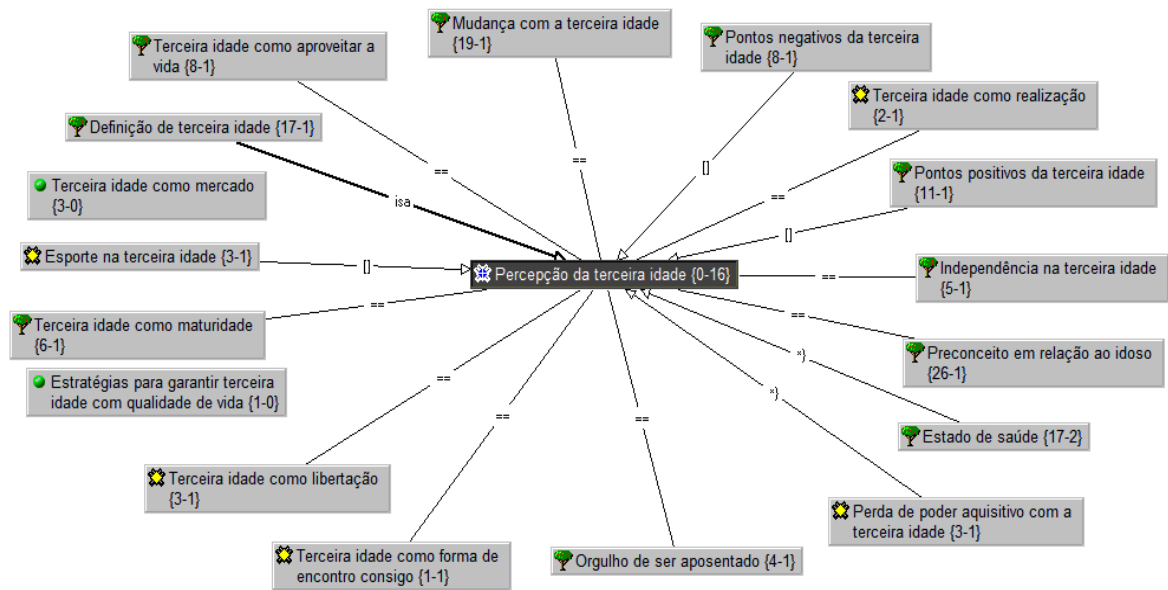 Mudança com a terceira idade
{19-1}
Terceira idade como aproveitar a
vida {8-1}
Pontos negativos da terceira
idade {8-1}
Terceira idade como realização
{2-1}
Definição de terceira idade {17-1}
==
==
[]
==
Pontos positivos da terceira idade
{11-1}
Terceira idade como mercado
{3-0}
isa
[]
Esporte na terceira idade {3-1}
[]
Percepção da terceira idade {0-16}
==
Independência na terceira idade
{5-1}
Terceira idade como maturidade
{6-1}
==
==
Preconceito em relação ao idoso
{26-1}
Estratégias para garantir terceira
idade com qualidade de vida {1-0}
==
*}
*}
==
==
Estado de saúde {17-2}
Terceira idade como libertação
{3-1}
Perda de poder aquisitivo com a
terceira idade {3-1}
Terceira idade como forma de
encontro consigo {1-1}
Orgulho de ser aposentado {4-1}